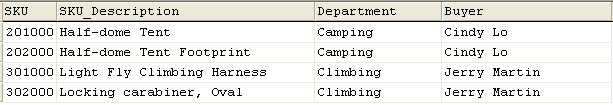 SKU SKU_Description Department Buyer
201000 Half-dome Tent Camping Cindy Lo
202000 Half-dome Tent Footprint Camping Cindy Lo
301000 Light Fly Climbing Harness Climbing Jerry Martin
302000 Locking carabiner, Oval Climbing Jerry Martin